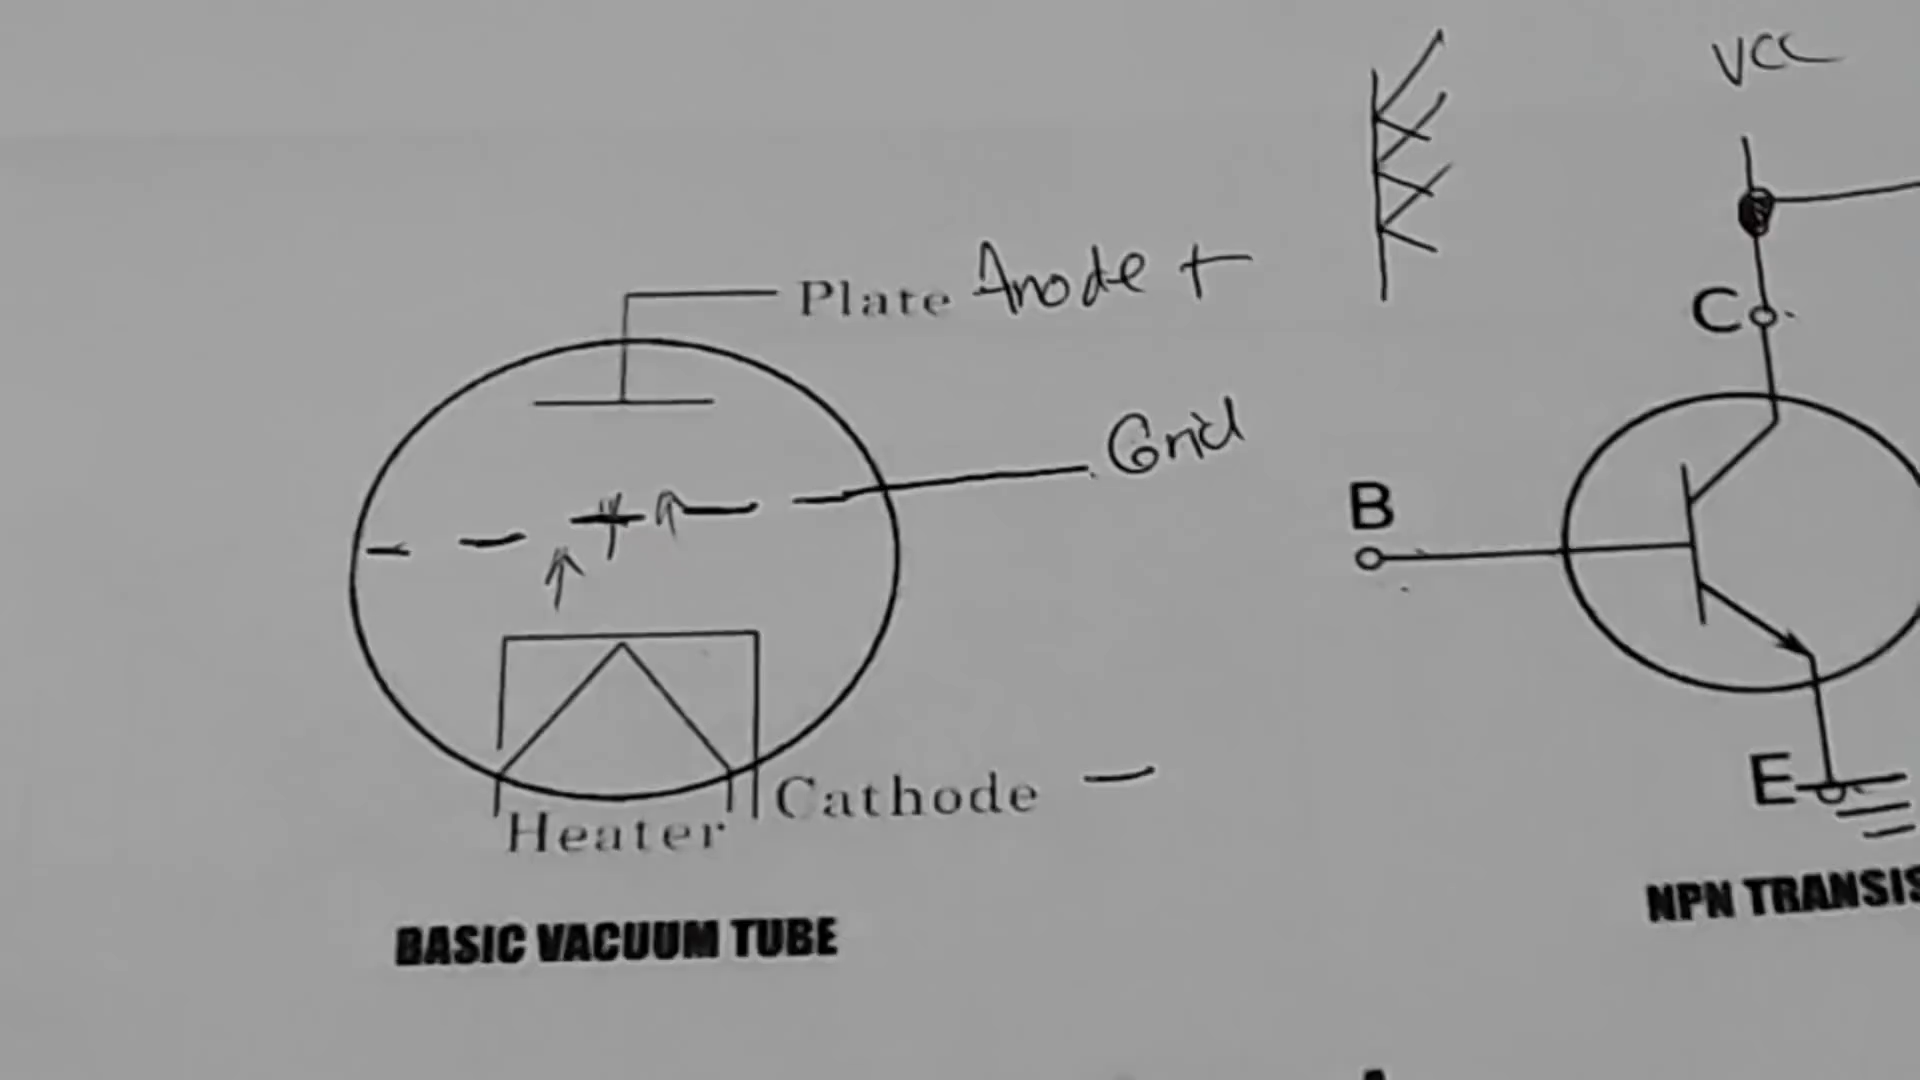 VCC
Plate Anode +
C
Grid
B
Cathode -
E
Heater
BASIC VACUUM TUBE
NPN TRANSIS